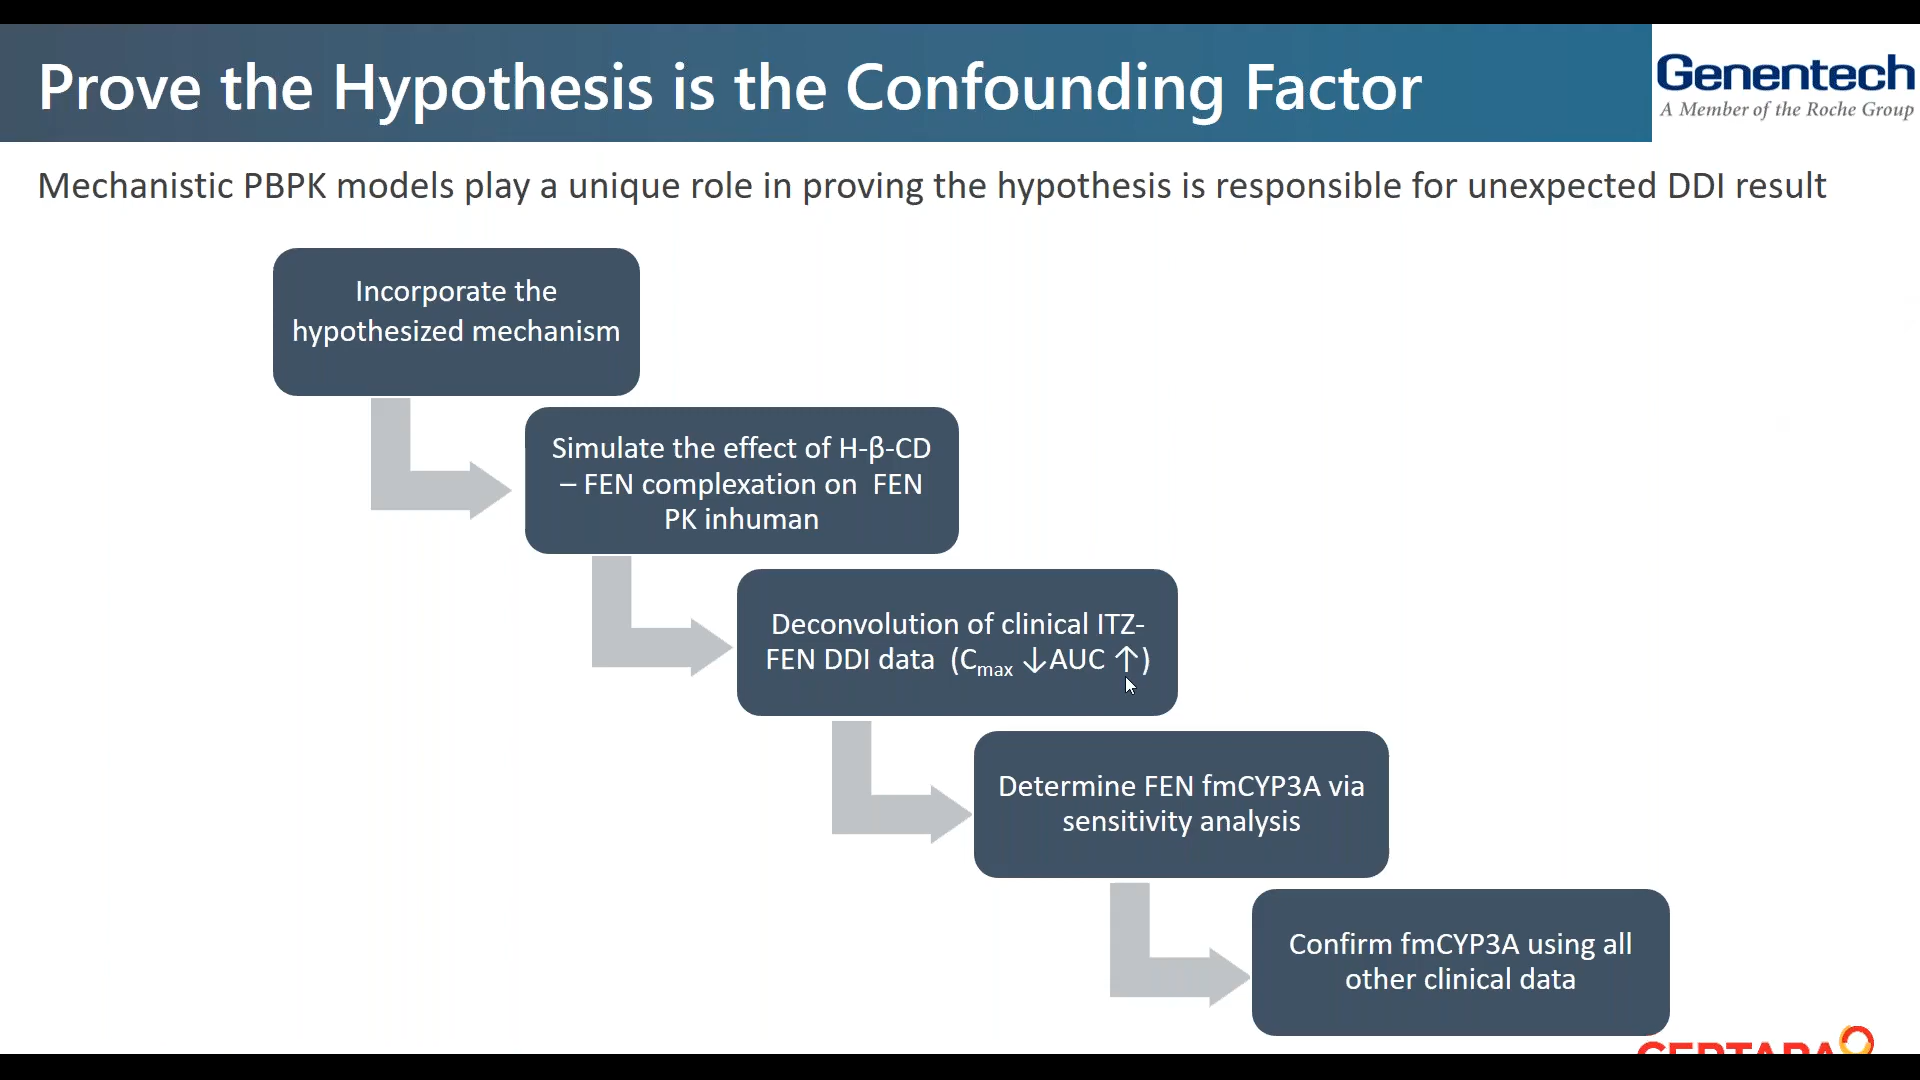 Prove the Hypothesis is the Confounding Factor
Genentech
A Member of the Roche Group
Mechanistic PBPK models play a unique role in proving the hypothesis is responsible for unexpected DDI result
Incorporate the
hypothesized mechanism
Simulate the effect of H-β-CD
– FEN complexation on FEN
PK inhuman
Deconvolution of clinical ITZ-
FEN DDI data (Cmax ↓AUC ↑)
Determine FEN fmCYP3A via
sensitivity analysis
Confirm fmCYP3A using all
other clinical data
CERTARA